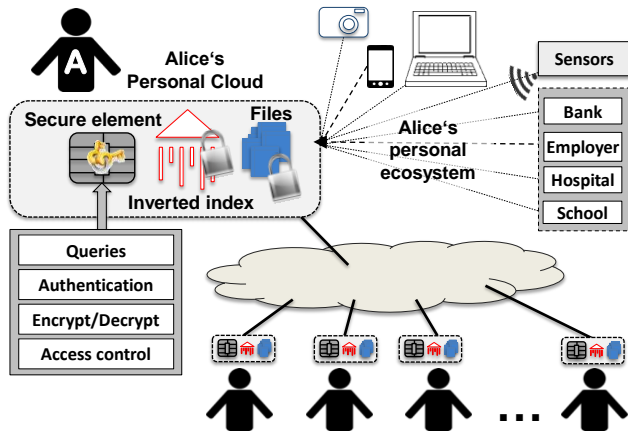 A
Alice‘s
Personal Cloud
Secure element
Files
Inverted index
Sensors
Alice‘s
personal
ecosystem
Bank
Employer
Hospital
School
Queries
Authentication
Encrypt/Decrypt
Access control
...